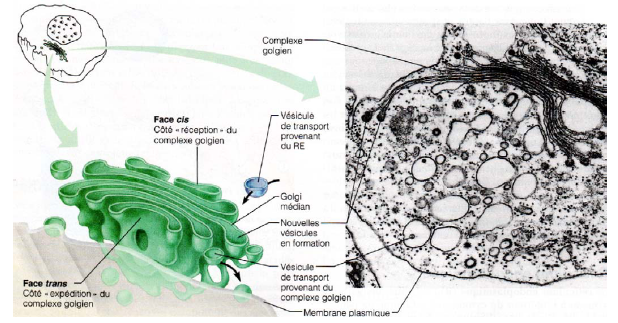 Complexe
golgien
Face cis
Côté « réception » du
complexe golgien
Vésicule
de transport
provenant
du RE
Golgi
médian
Nouvelles
vésicules
en formation
Vésicule
de transport
provenant du
complexe golgien
Face trans
Côté « expédition » du
complexe golgien
Membrane plasmique